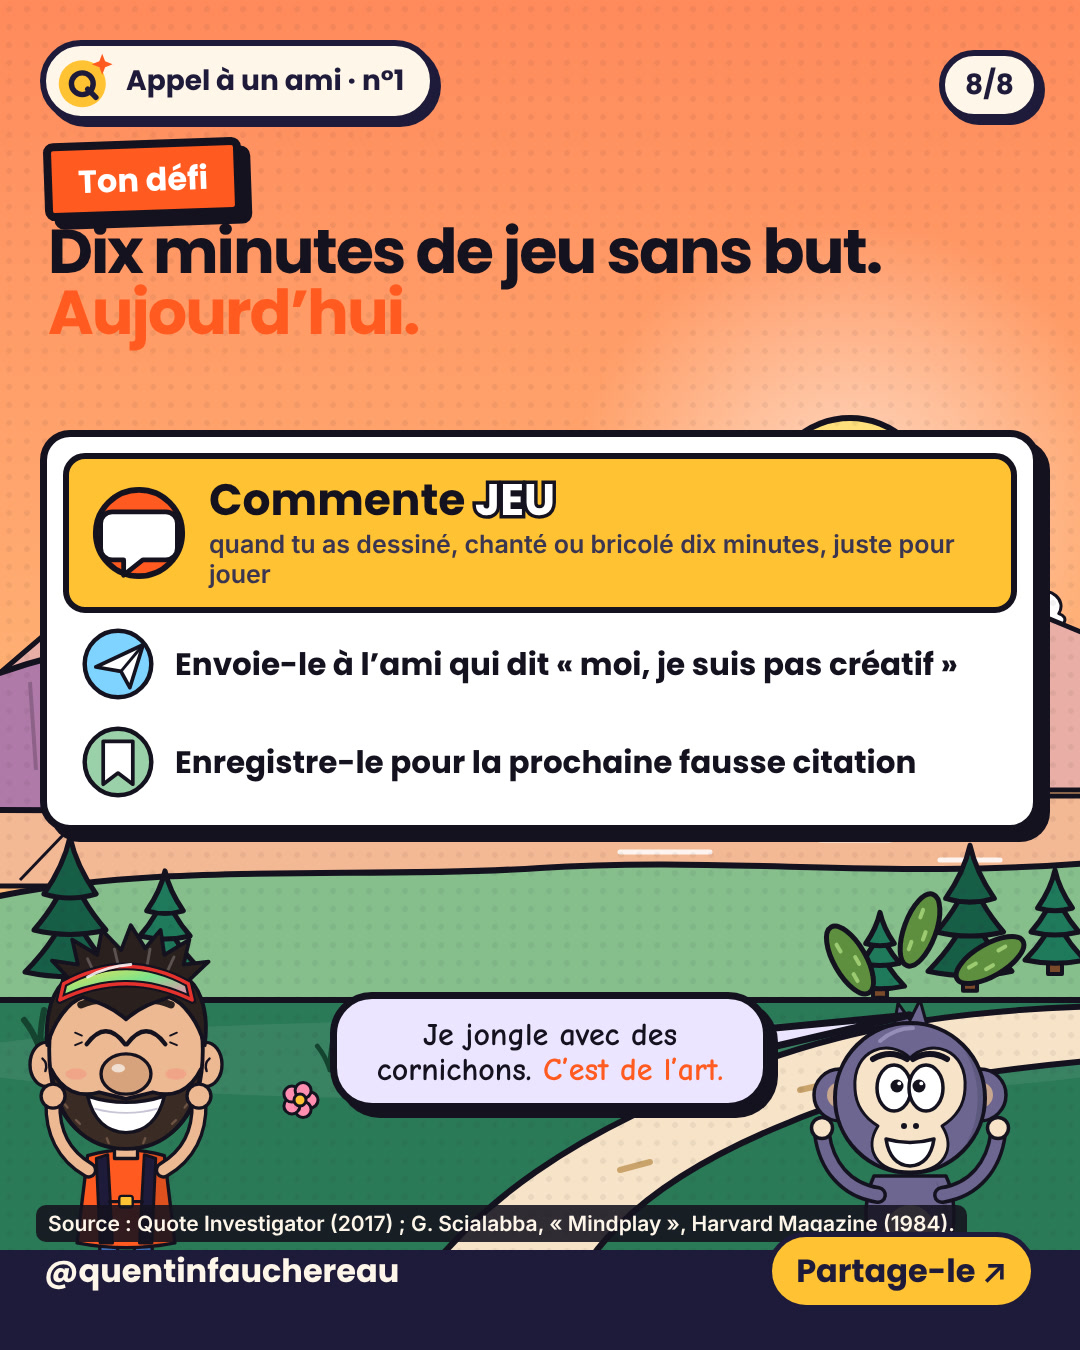 Q Appel à un ami · n°1
8/8
Ton défi
Dix minutes de jeu sans but.
Aujourd’hui.
Commente JEU
quand tu as dessiné, chanté ou bricolé dix minutes, juste pour
jouer
Envoie-le à l’ami qui dit « moi, je suis pas créatif »
Enregistre-le pour la prochaine fausse citation
Je jongle avec des
cornichons. C’est de l’art.
Source : Quote Investigator (2017) ; G. Scialabba, « Mindplay », Harvard Magazine (1984).
@quentinfauchereau
Partage-le ↗